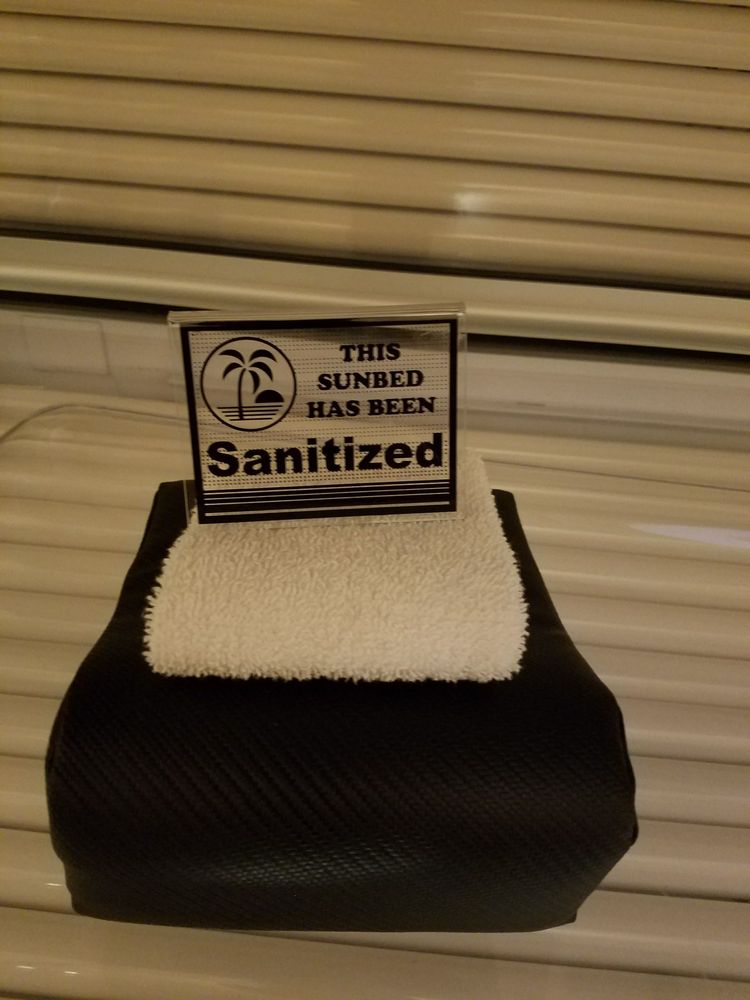 THIS
SUNBED
HAS BEEN
Sanitized